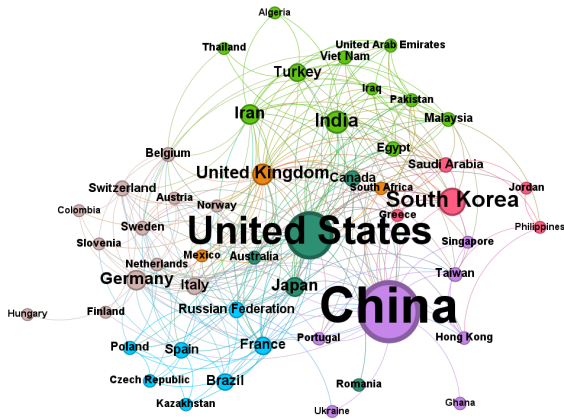 Algeria
Thailand
United Arab Emirates
Viet Nam
Turkey
Iraq
Pakistan
Iran
India
Malaysia
Egypt
Belgium
Saudi Arabia
United Kingdom
Canada
Switzerland
South Africa
Jordan
Austria
South Korea
Colombia
Norway
Greece
Sweden
United States
Philippines
Slovenia
Singapore
Mexico
Australia
Netherlands
Taiwan
Germany
Italy
Japan
China
Hungary
Finland
Russian Federation
Poland
Spain
France
Portugal
Hong Kong
Czech Republic
Brazil
Romania
Kazakhstan
Ukraine
Ghana